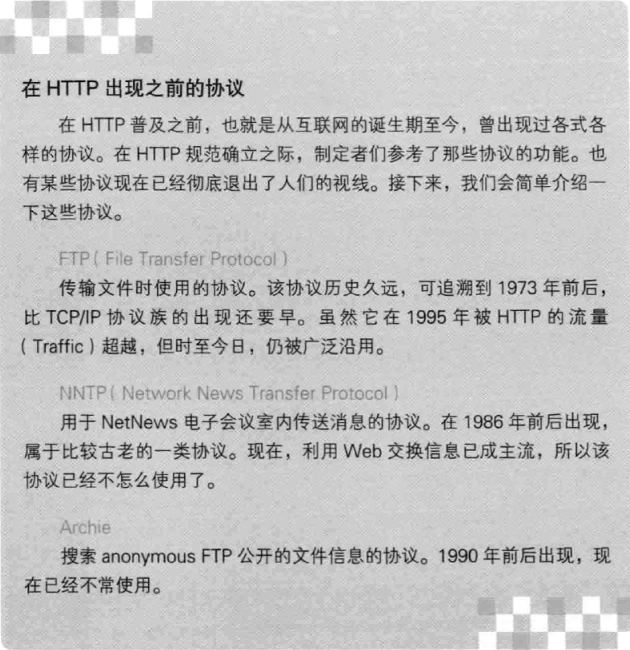 在 HTTP 出现之前的协议
在 HTTP 普及之前，也就是从互联网的诞生期至今，曾出现过各式各
样的协议。在 HTTP 规范确立之际，制定者们参考了那些协议的功能。也
有某些协议现在已经彻底退出了人们的视线。接下来，我们会简单介绍一
下这些协议。
FTP（File Transfer Protocol）
传输文件时使用的协议。该协议历史久远，可追溯到 1973 年前后，
比 TCP/IP 协议族的出现还要早。虽然它在 1995 年被 HTTP 的流量
（Traffic）超越，但时至今日，仍被广泛沿用。
NNTP（Network News Transfer Protocol）
用于 NetNews 电子会议室内传送消息的协议。在 1986 年前后出现，
属于比较古老的一类协议。现在，利用 Web 交换信息已成主流，所以该
协议已经不怎么使用了。
Archie
搜索 anonymous FTP 公开的文件信息的协议。1990 年前后出现，现
在已经不常使用。